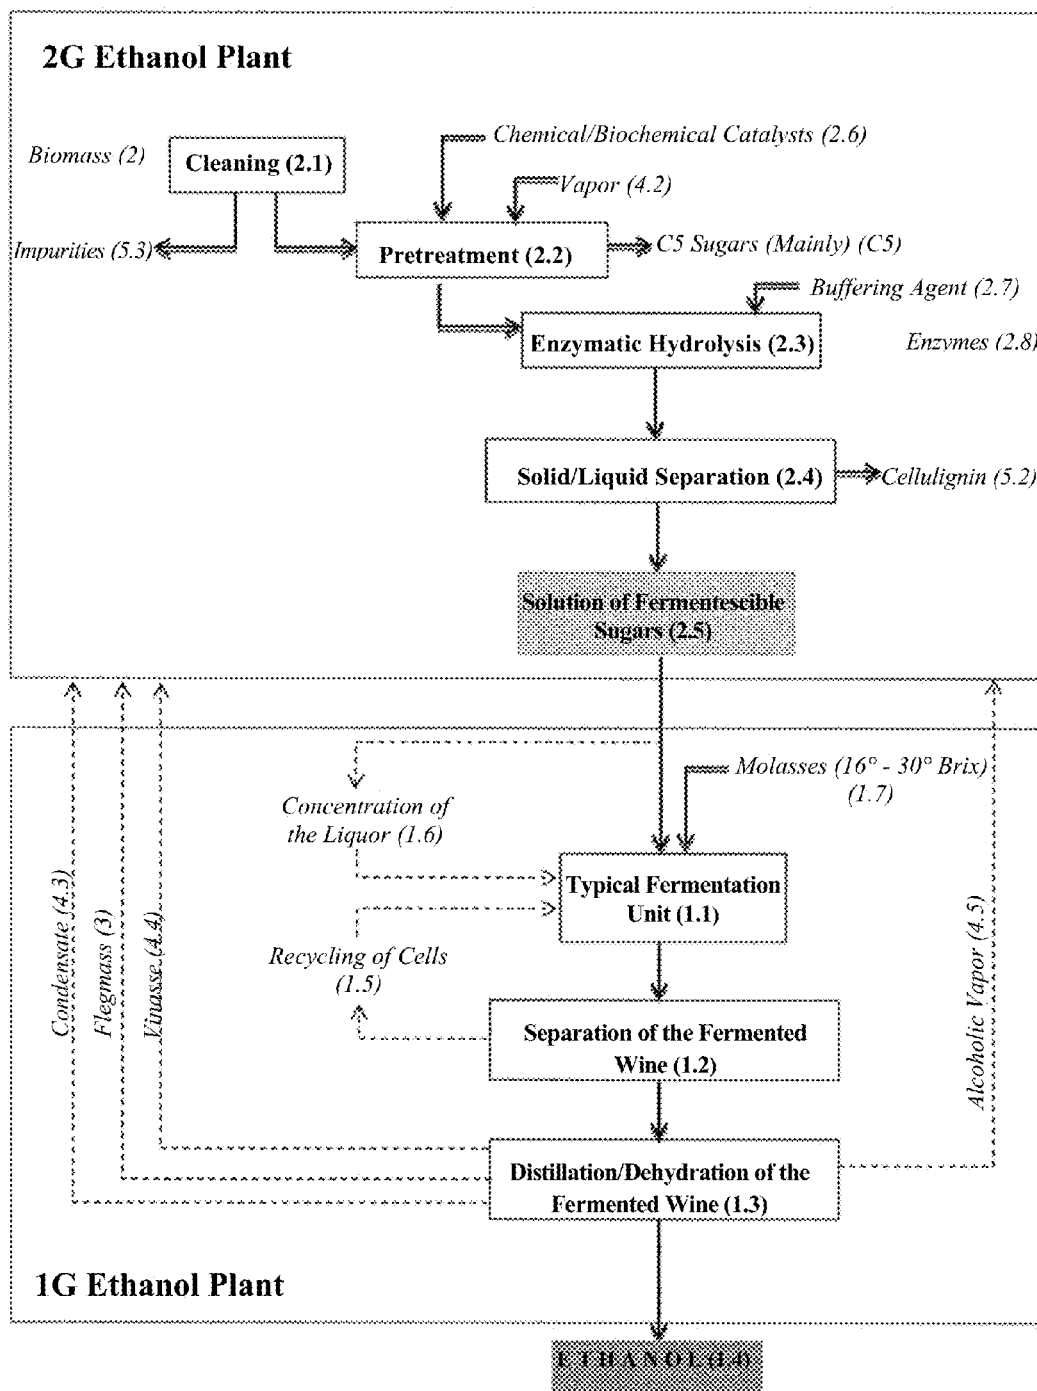 2G Ethanol Plant
Chemical/Biochemical Catalysts (2.6)
Biomass (2)
Cleaning (2.1)
Vapor (4.2)
Impurities (5.3)
Pretreatment (2.2)
C5 Sugars (Mainly) (C5)
Buffering Agent (2.7)
Enzymatic Hydrolysis (2.3)
Enzymes (2.8)
Solid/Liquid Separation (2.4)
Cellulignin (5.2)
Solution of Fermentescible
Sugars (2.5)
Molasses (16° - 30° Brix)
(1.7)
Concentration of
the Liquor (1.6)
Typical Fermentation
Unit (1.1)
Condensate (4.3)
Flegmass (3)
Vinasse (4.4)
Recycling of Cells
(1.5)
Alcoholic Vapor (4.5)
Separation of the Fermented
Wine (1.2)
Distillation/Dehydration of the
Fermented Wine (1.3)
1G Ethanol Plant
ETHANOL (1.4)